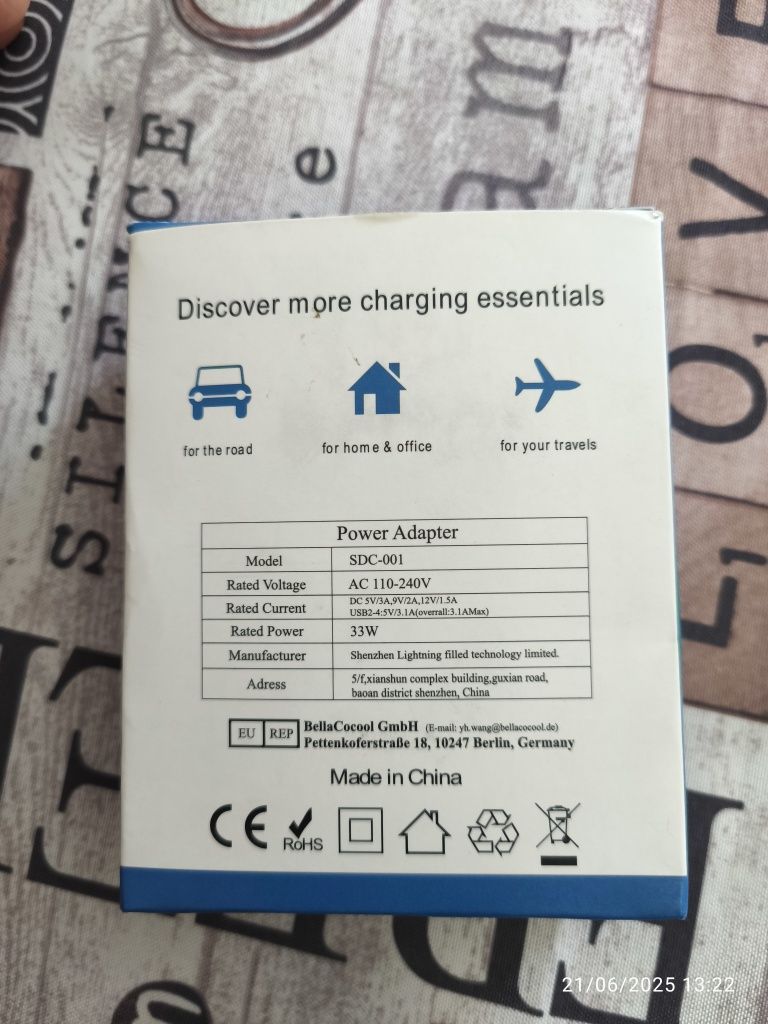 SILENCE
e
am
LOVE
Discover more charging essentials
for the road
for home & office
for your travels
Power Adapter
Model SDC-001
Rated Voltage AC 110-240V
Rated Current DC 5V/3A,9V/2A,12V/1.5A
USB2-4:5V/3.1A(overrall:3.1AMax)
Rated Power 33W
Manufacturer Shenzhen Lightning filled technology limited.
Adress 5/f,xianshun complex building,guxian road,
baoan district shenzhen, China
EU REP BellaCocool GmbH (E-mail: yh.wang@bellacocool.de)
Pettenkoferstraße 18, 10247 Berlin, Germany
Made in China
CE RoHS
21/06/2025 13:22